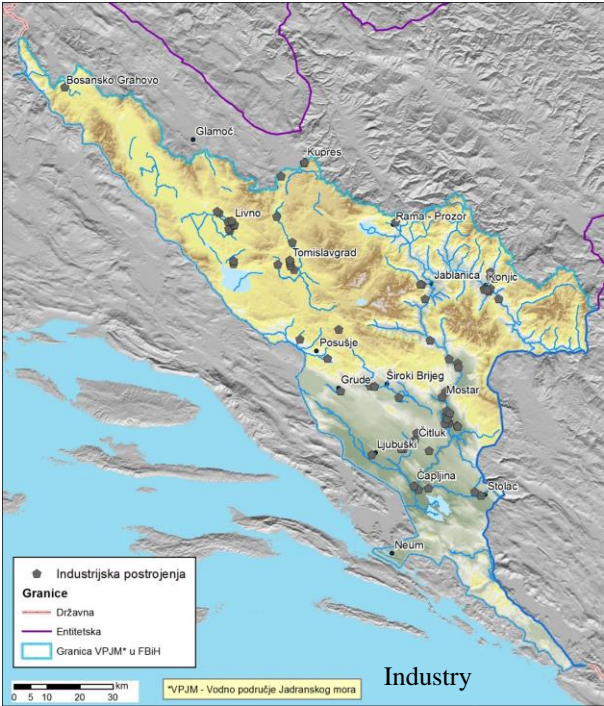 Bosansko Grahovo
Glamoč
Kupres
Livno
Rama - Prozor
Tomislavgrad
Jablanica
Konjic
Posušje
Široki Brijeg
Grude
Mostar
Čitluk
Ljubuški
Čapljina
Stolac
Neum
Industrijska postrojenja
Granice
Državna
Entitetska
Granica VPJM* u FBiH
Industry
km
0 5 10 20 30
*VPJM - Vodno područje Jadranskog mora